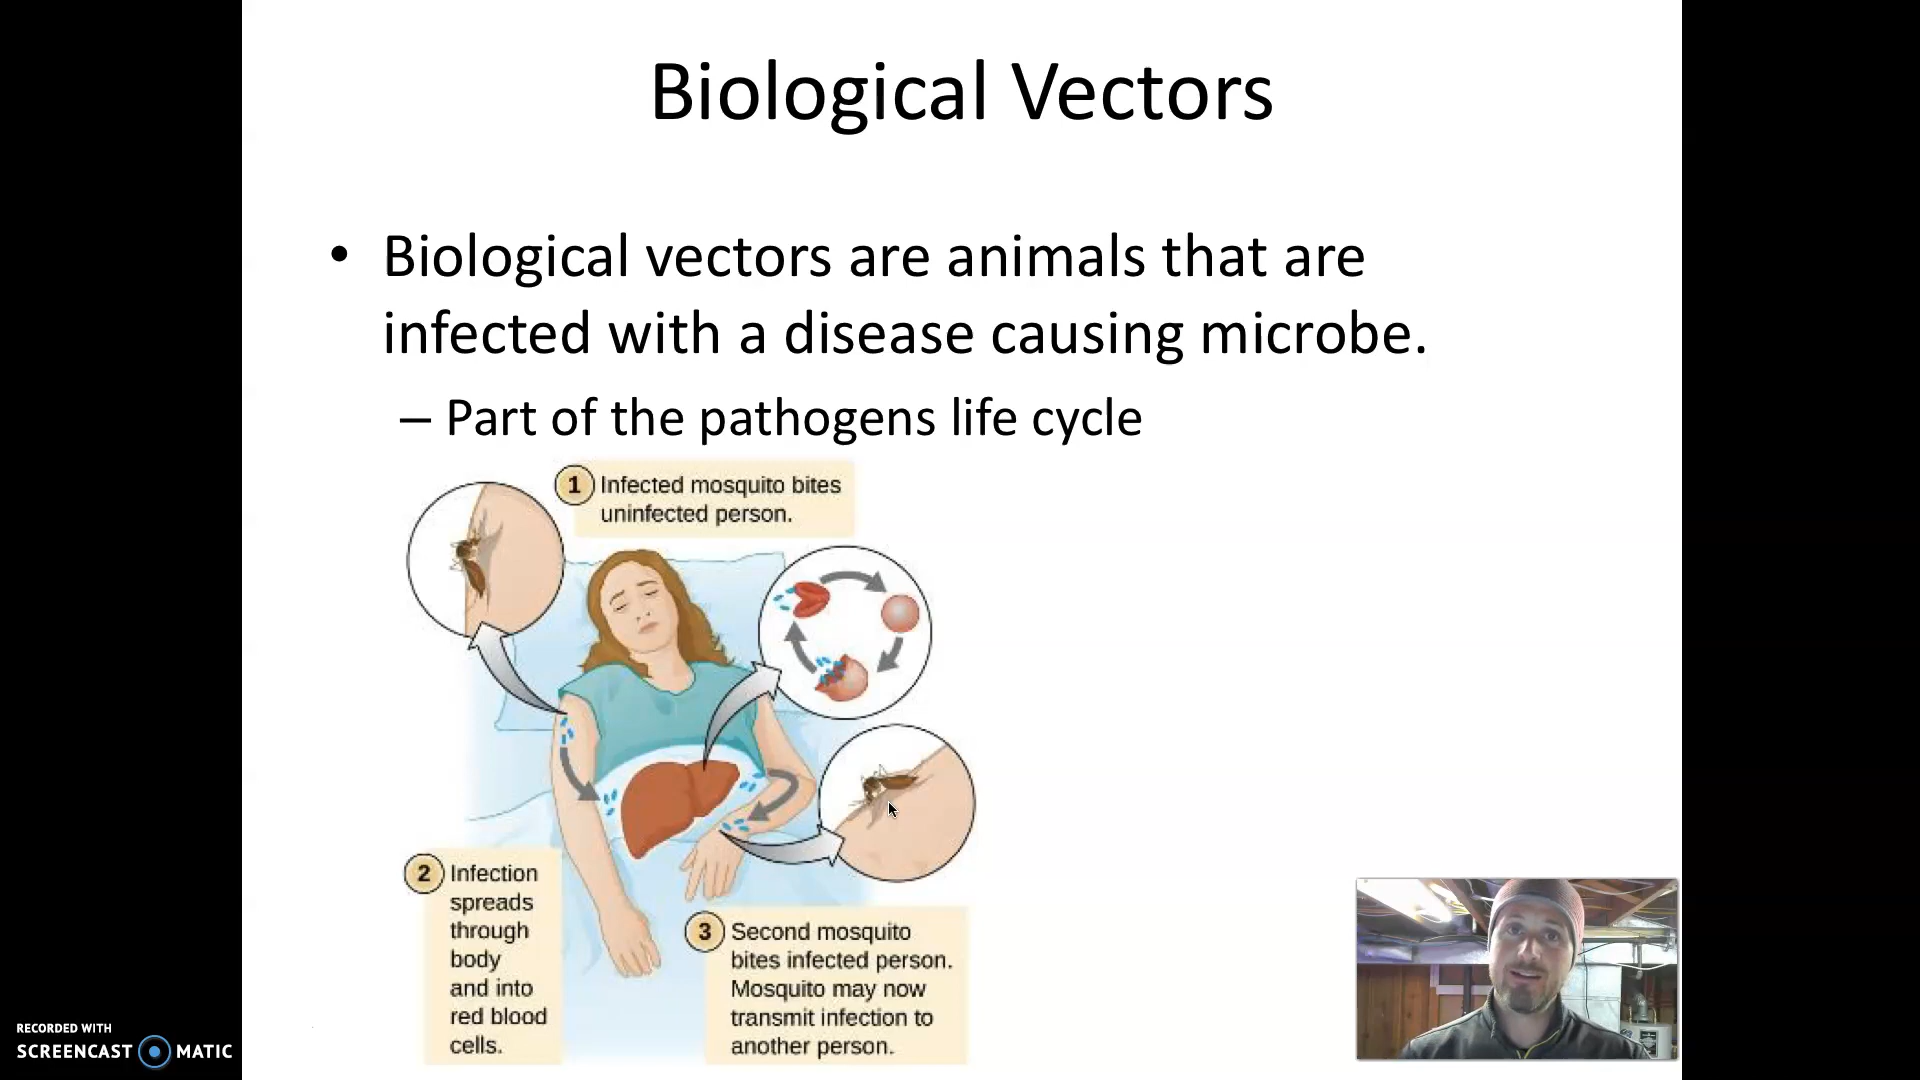 Biological Vectors
• Biological vectors are animals that are
infected with a disease causing microbe.
– Part of the pathogens life cycle
1 Infected mosquito bites
uninfected person.
2 Infection
spreads
through
body
and into
red blood
cells.
3 Second mosquito
bites infected person.
Mosquito may now
transmit infection to
another person.
RECORDED WITH
SCREENCAST MATIC